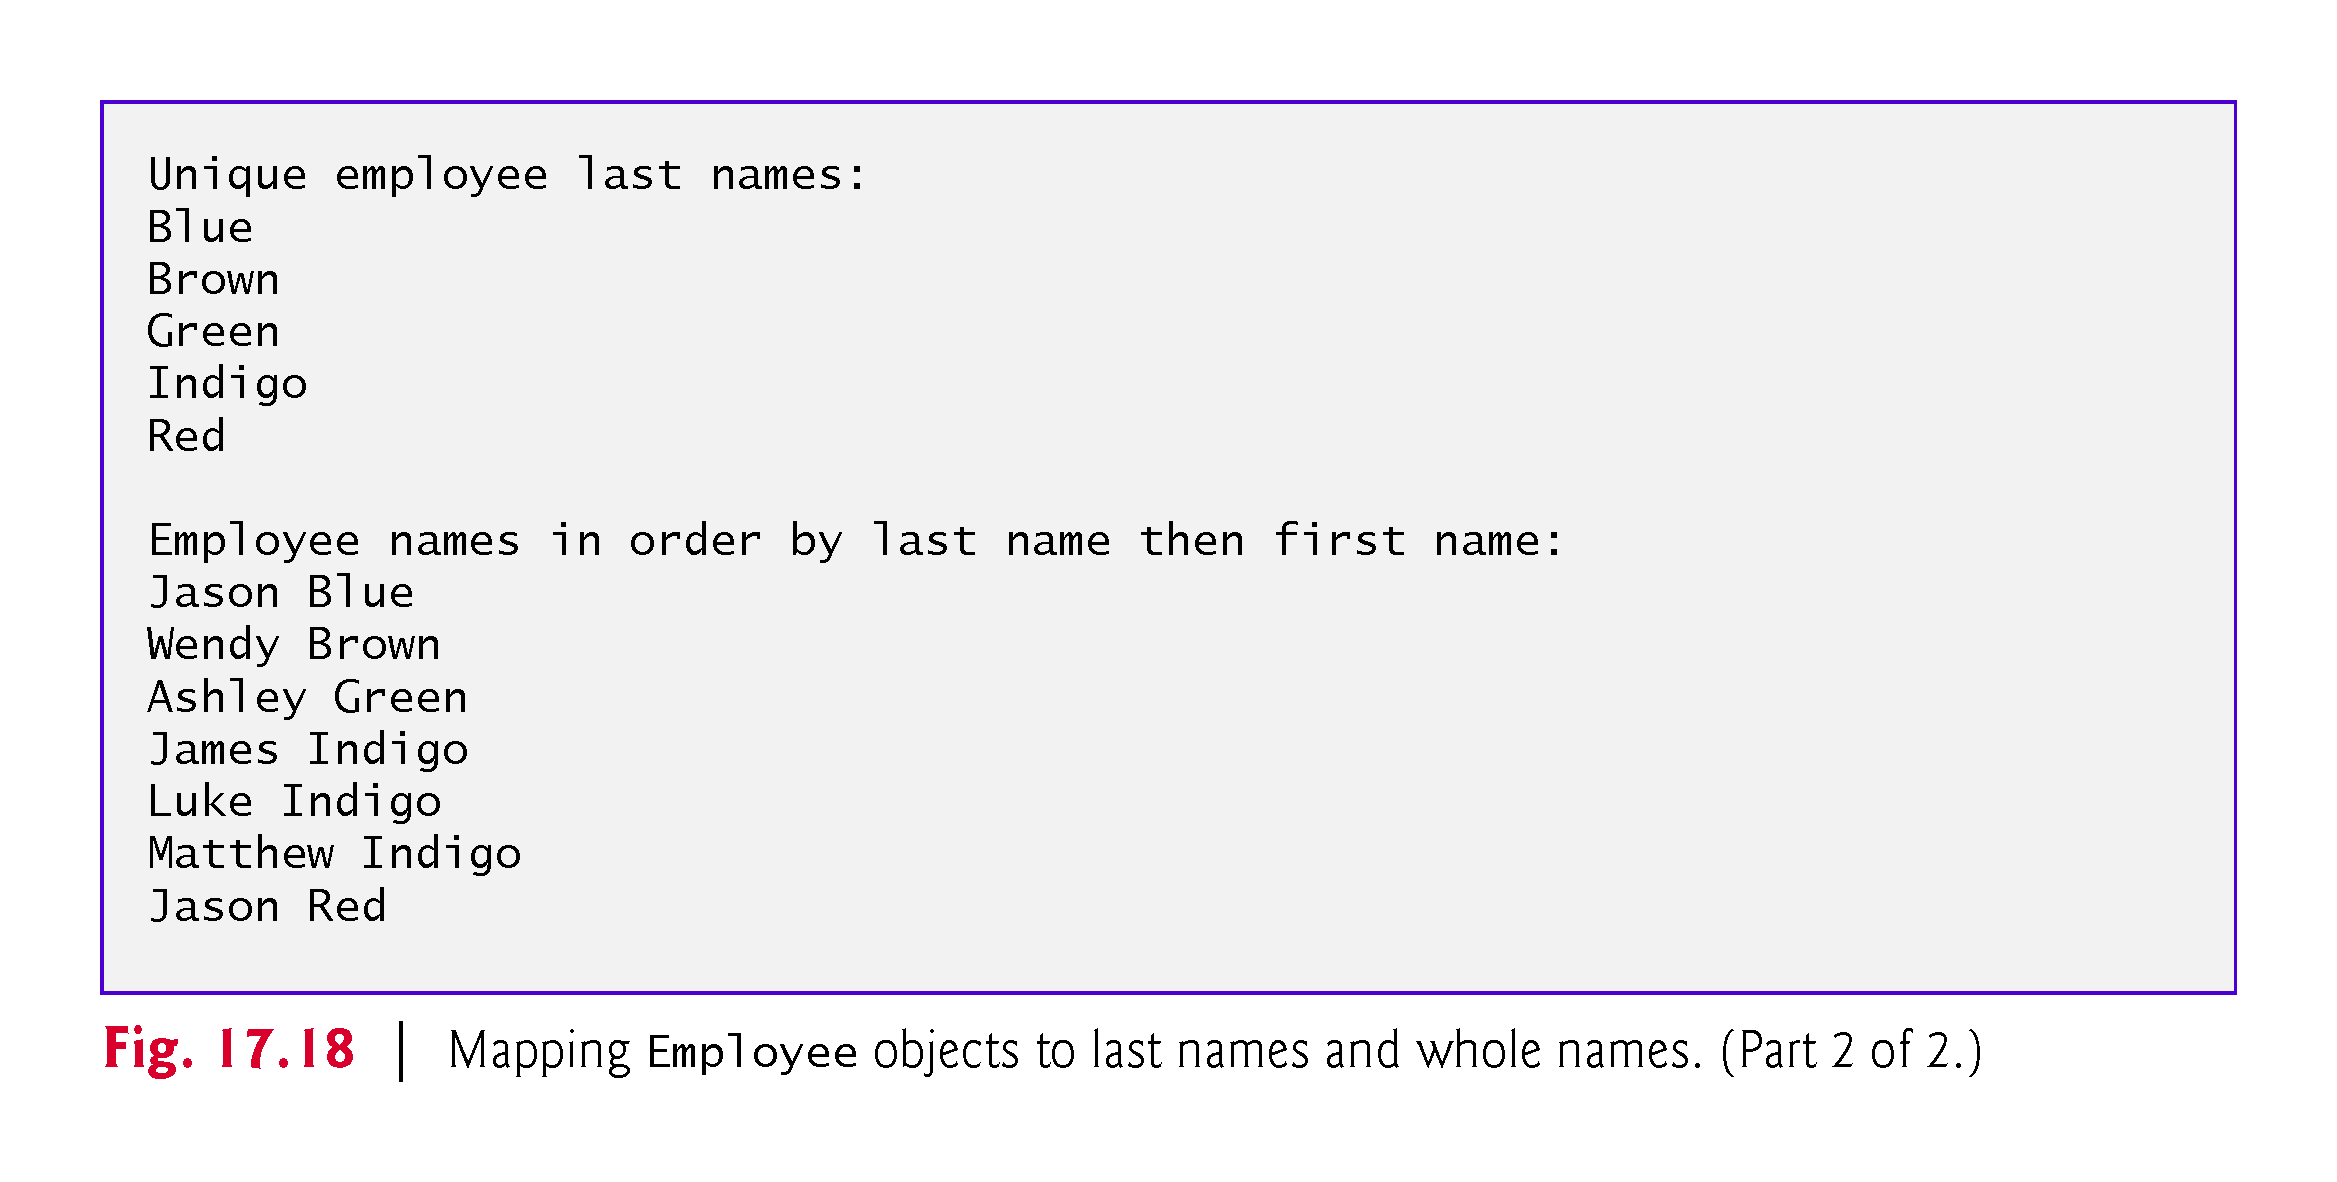 Unique employee last names:
Blue
Brown
Green
Indigo
Red
Employee names in order by last name then first name:
Jason Blue
Wendy Brown
Ashley Green
James Indigo
Luke Indigo
Matthew Indigo
Jason Red
Fig. 17.18 | Mapping Employee objects to last names and whole names. (Part 2 of 2.)